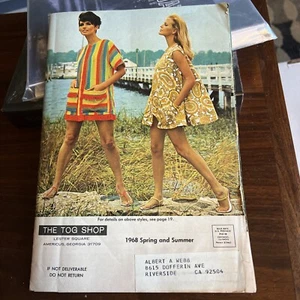 For details on above styles, see page 19.
THE TOG SHOP
LESTER SQUARE
AMERICUS, GEORGIA 31709
1968 Spring and Summer
IF NOT DELIVERABLE
DO NOT RETURN
ALBERT A WEBB
8615 DUFFERIN AVE
RIVERSIDE CA 92504